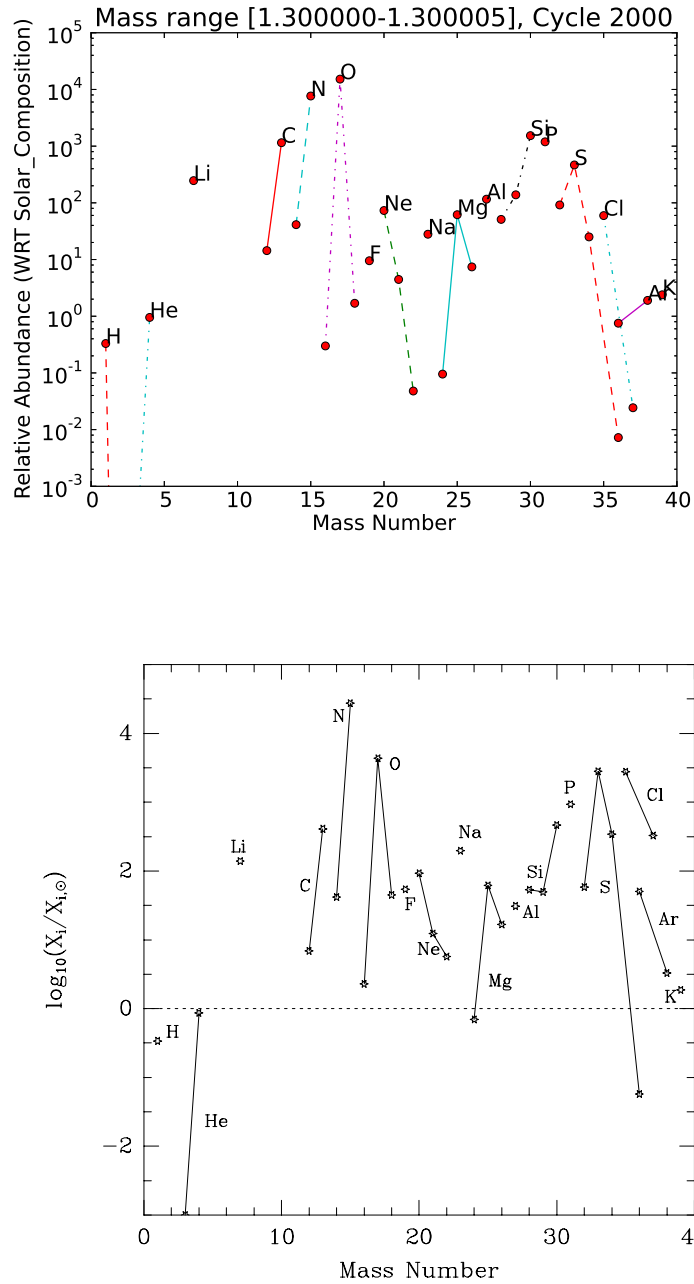 Mass range [1.300000-1.300005], Cycle 2000
Relative Abundance (WRT Solar_Composition)
10^5
10^4
10^3
10^2
10^1
10^0
10^-1
10^-2
10^-3
H
He
Li
C
N
O
F
Ne
Na
Mg
Al
Si
P
S
Cl
Ar
K
0 5 10 15 20 25 30 35 40
Mass Number
log10(Xi/Xi,⊙)
4
2
0
−2
H
He
Li
C
N
O
F
Ne
Na
Mg
Al
Si
P
S
Cl
Ar
K
0 10 20 30 4
Mass Number